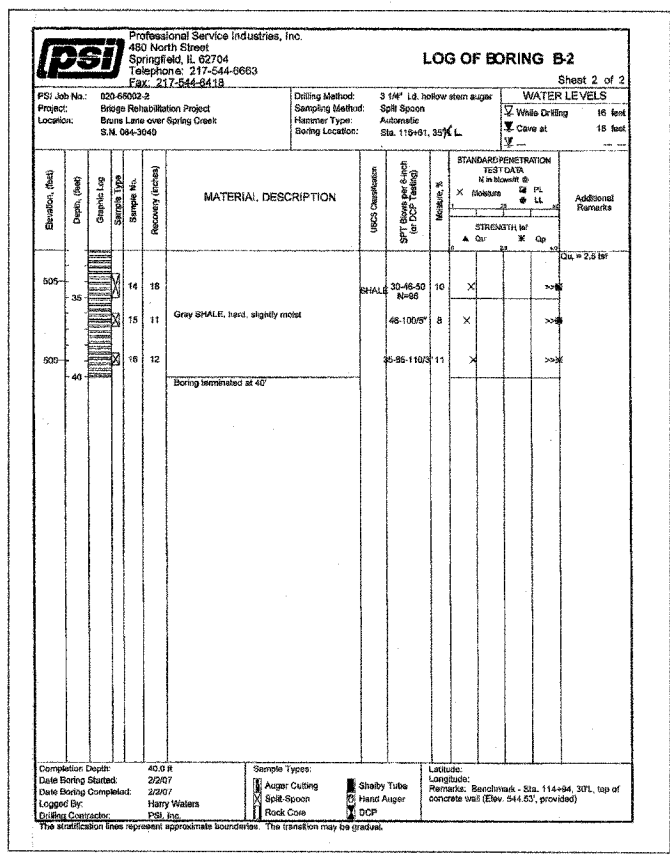 psi
Professional Service Industries, Inc.
480 North Street
Springfield, IL 62704
Telephone: 217-544-6663
Fax: 217-544-6418
LOG OF BORING B-2
Sheet 2 of 2
PSI Job No.: 020-65002-2
Project: Bridge Rehabilitation Project
Location: Bruns Lane over Spring Creek
S.N. 084-3040
Drilling Method: 3 1/4" i.d. hollow stem auger
Sampling Method: Split Spoon
Hammer Type: Automatic
Boring Location: Sta. 116+61, 35' L
WATER LEVELS
While Drilling 16 feet
Cave at 18 feet
Elevation, (feet)
Depth, (feet)
Graphic Log
Sample Type
Sample No.
Recovery (inches)
MATERIAL DESCRIPTION
USCS Classification
SPT Blows per 6-inch (or DCP Testing)
Moisture, %
STANDARD PENETRATION
TEST DATA
N in blows/ft
Moisture PL
LL
STRENGTH, tsf
Qu Qp
Additional Remarks
Qu = 2.5 tsf
505 14 18 SHALE 30-46-50 10 >>
35 N=96
15 11 Gray SHALE, hard, slightly moist 46-100/5" 8 >>
500 16 12 35-85-110/3" 11 >>
40
Boring terminated at 40'
Completion Depth: 40.0 ft
Date Boring Started: 2/2/07
Date Boring Completed: 2/2/07
Logged By: Harry Waters
Drilling Contractor: PSI, Inc.
Sample Types:
Auger Cutting Shelby Tube
Split-Spoon Hand Auger
Rock Core DCP
Latitude:
Longitude:
Remarks: Benchmark - Sta. 114+94, 30'L, top of
concrete wall (Elev. 544.53', provided)
The stratification lines represent approximate boundaries. The transition may be gradual.